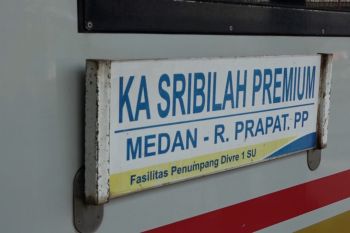 KA SRIBILAH PREMIUM
MEDAN - R. PRAPAT. PP
Fasilitas Penumpang Divre 1 SU